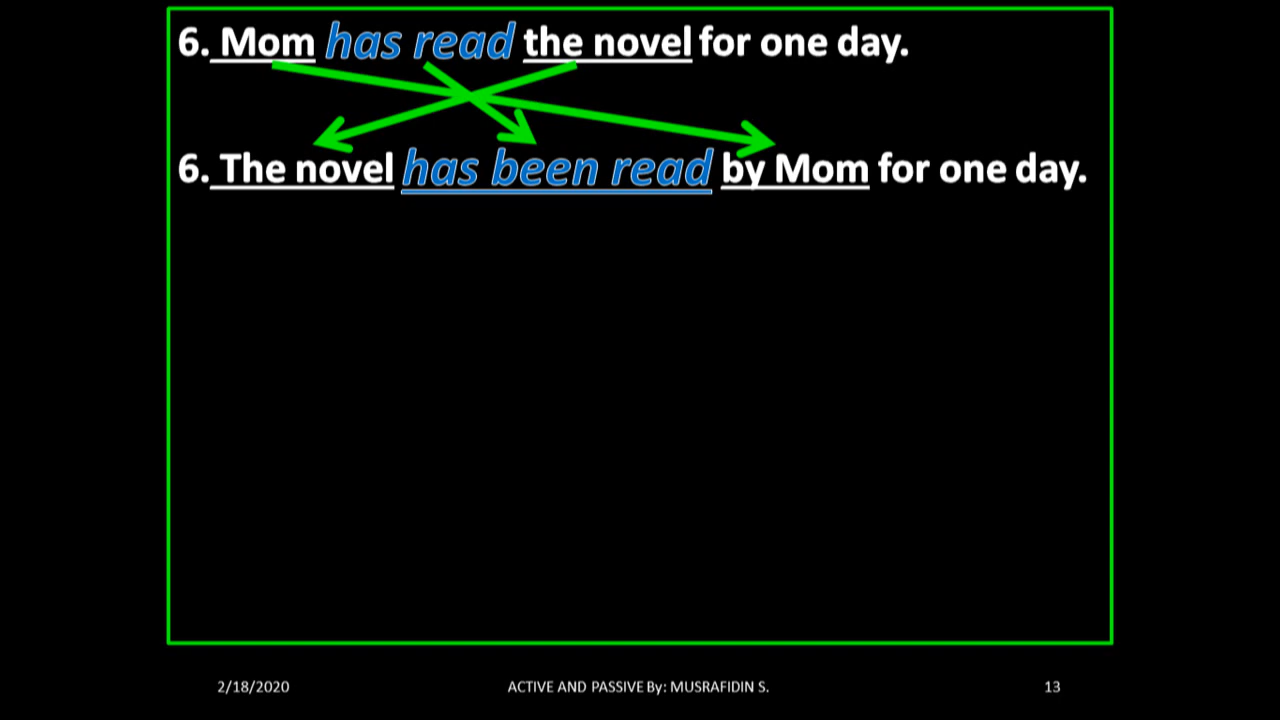 6. Mom has read the novel for one day.
6. The novel has been read by Mom for one day.
2/18/2020
ACTIVE AND PASSIVE By: MUSRAFIDIN S.
13